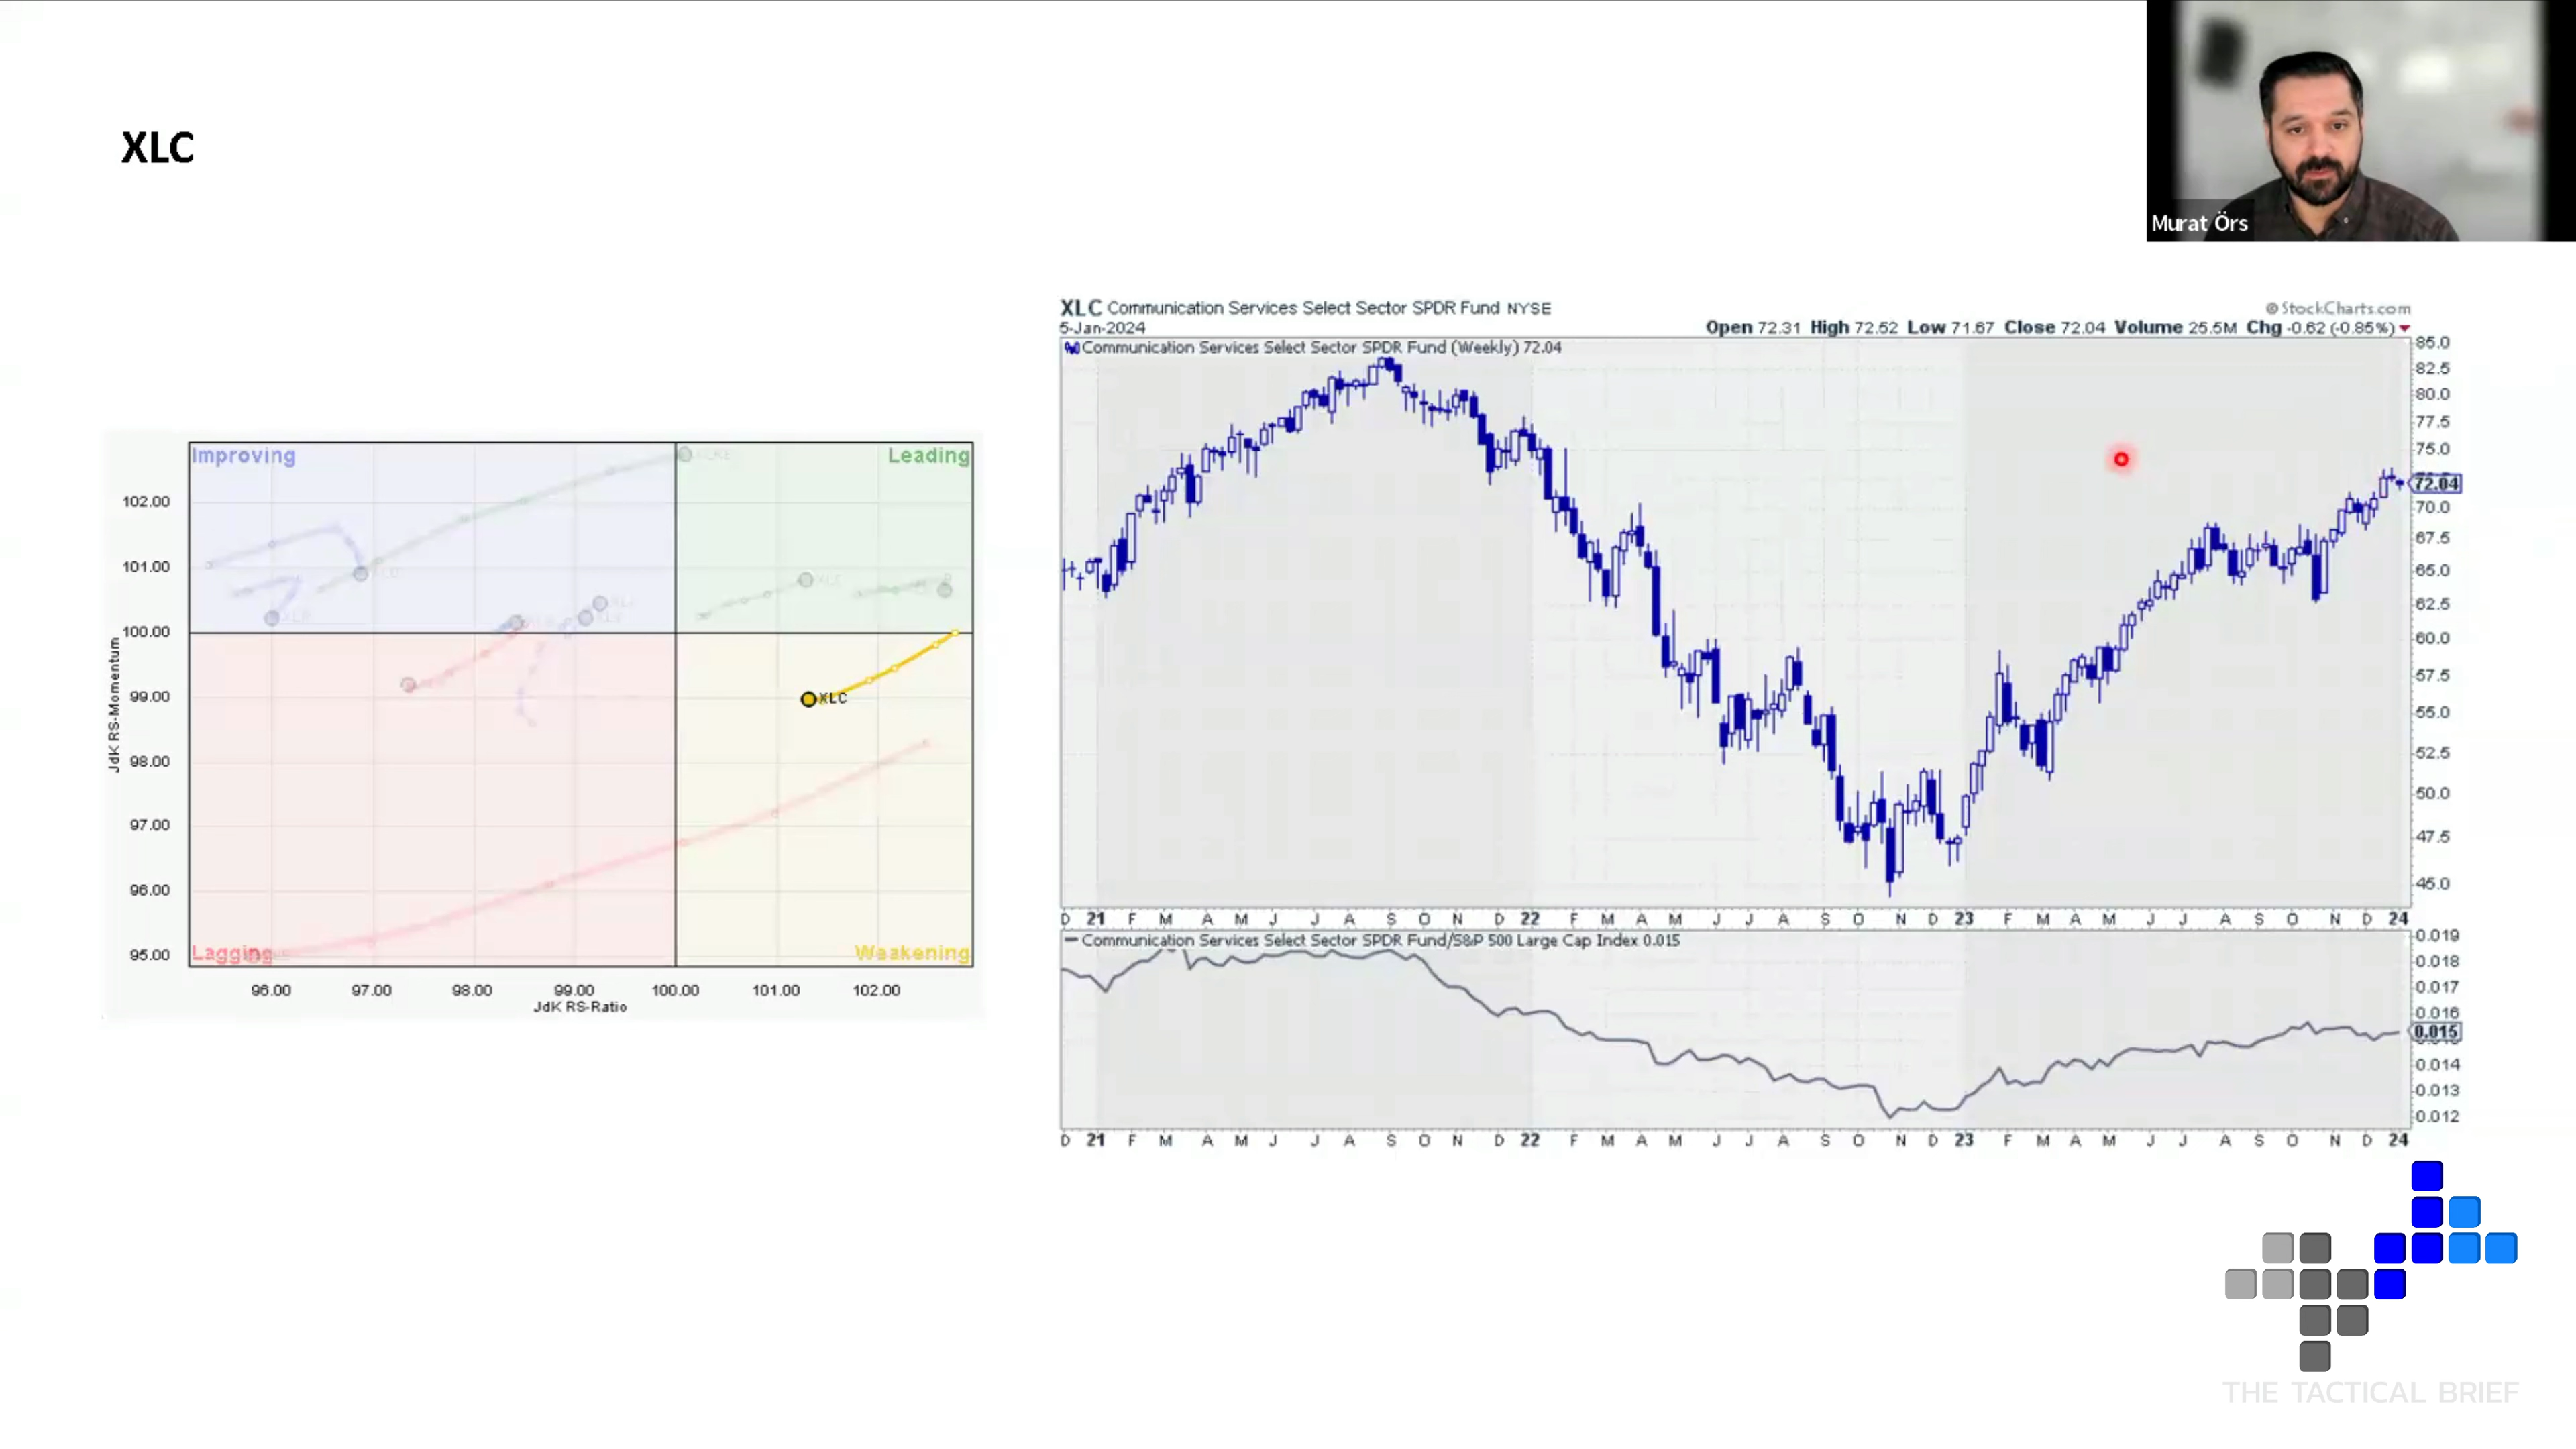 XLC
Murat Örs
Improving
Leading
Lagging
Weakening
XLC
102.00
101.00
100.00
99.00
98.00
97.00
96.00
95.00
JdK RS-Momentum
96.00 97.00 98.00 99.00 100.00 101.00 102.00
JdK RS-Ratio
XLC Communication Services Select Sector SPDR Fund NYSE
© StockCharts.com
5-Jan-2024
Open 72.31 High 72.52 Low 71.67 Close 72.04 Volume 25.5M Chg -0.62 (-0.85%)
Communication Services Select Sector SPDR Fund (Weekly) 72.04
85.0
82.5
80.0
77.5
75.0
72.04
70.0
67.5
65.0
62.5
60.0
57.5
55.0
52.5
50.0
47.5
45.0
D 21 F M A M J J A S O N D 22 F M A M J J A S O N D 23 F M A M J J A S O N D 24
Communication Services Select Sector SPDR Fund/S&P 500 Large Cap Index 0.015
0.019
0.018
0.017
0.016
0.015
0.014
0.013
0.012
D 21 F M A M J J A S O N D 22 F M A M J J A S O N D 23 F M A M J J A S O N D 24
THE TACTICAL BRIEF